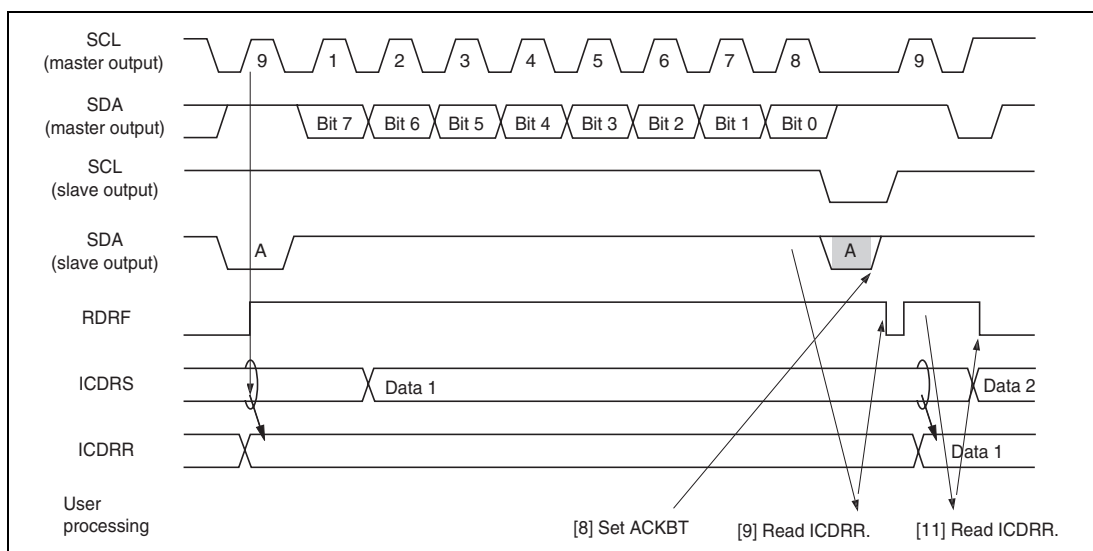 SCL
(master output)
9
1
2
3
4
5
6
7
8
9
SDA
(master output)
Bit 7
Bit 6
Bit 5
Bit 4
Bit 3
Bit 2
Bit 1
Bit 0
SCL
(slave output)
SDA
(slave output)
A
A
RDRF
ICDRS
Data 1
Data 2
ICDRR
Data 1
User
processing
[8] Set ACKBT
[9] Read ICDRR.
[11] Read ICDRR.